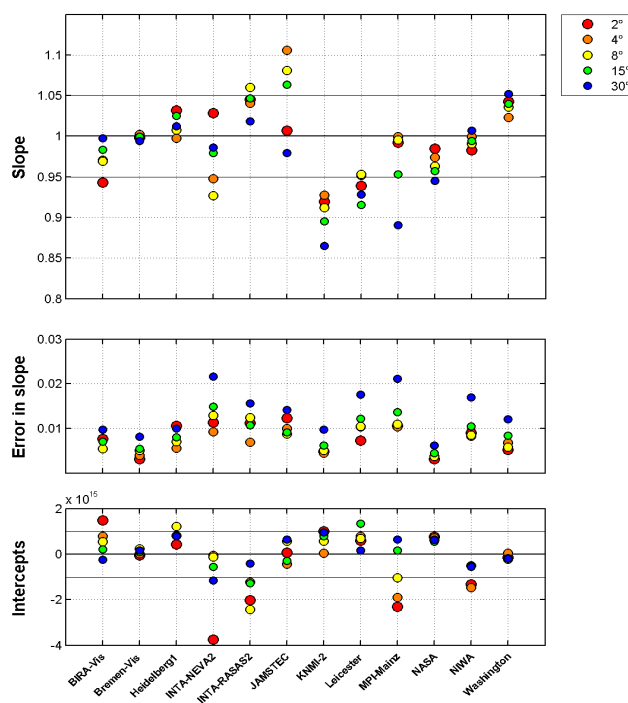 1.1
1.05
1
0.95
0.9
0.85
0.8
Slope
2°
4°
8°
15°
30°
0.03
0.02
0.01
Error in slope
x 10^15
2
0
-2
-4
Intercepts
BIRA-Vis
Bremen-Vis
Heidelberg1
INTA-NEVA2
INTA-RASAS2
JAMSTEC
KNMI-2
Leicester
MPI-Mainz
NASA
NIWA
Washington